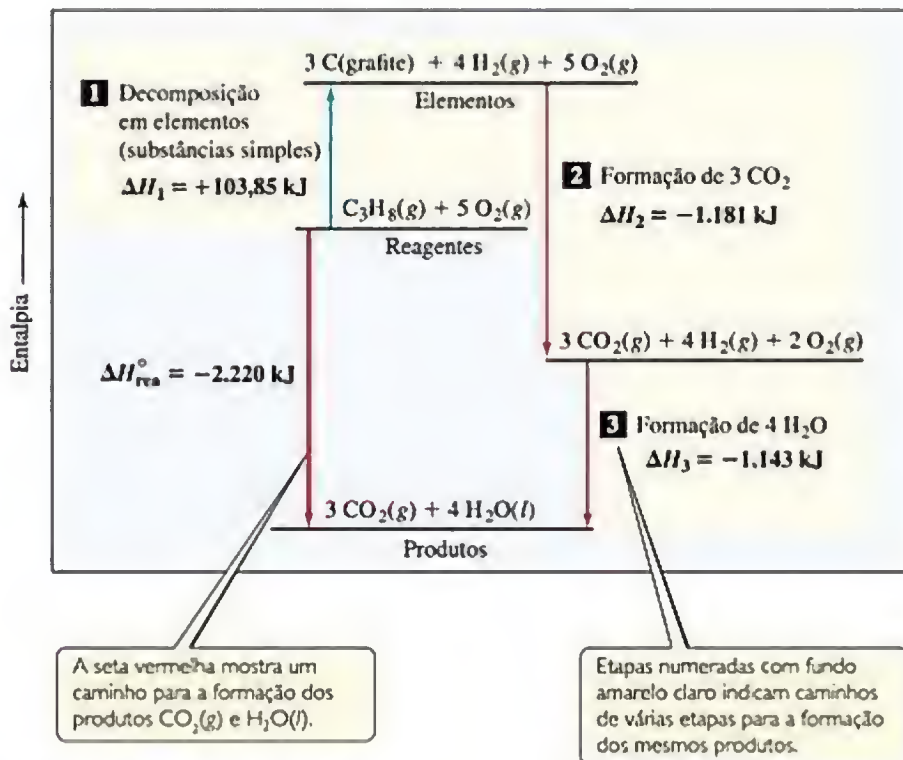 3 C(grafite) + 4 H₂(g) + 5 O₂(g)
Elementos
1 Decomposição
em elementos
(substâncias simples)
ΔH₁ = +103,85 kJ
2 Formação de 3 CO₂
ΔH₂ = −1.181 kJ
C₃H₈(g) + 5 O₂(g)
Reagentes
Entalpia
3 CO₂(g) + 4 H₂(g) + 2 O₂(g)
ΔH°rea = −2.220 kJ
3 Formação de 4 H₂O
ΔH₃ = −1.143 kJ
3 CO₂(g) + 4 H₂O(l)
Produtos
A seta vermelha mostra um
caminho para a formação dos
produtos CO₂(g) e H₂O(l).
Etapas numeradas com fundo
amarelo claro indicam caminhos
de várias etapas para a formação
dos mesmos produtos.